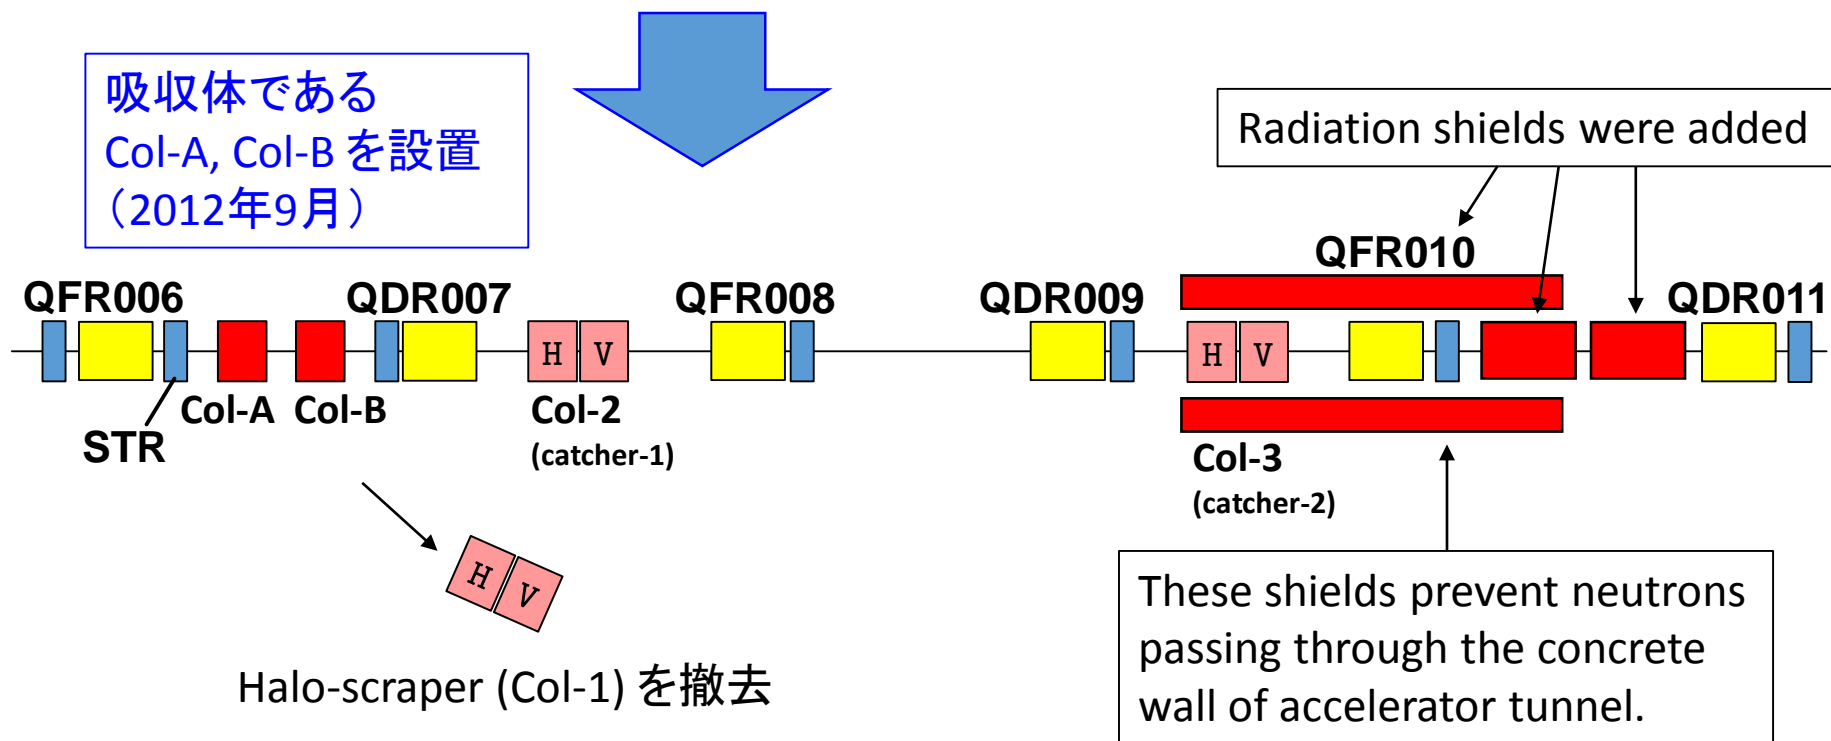 吸収体である
Col-A, Col-B を設置
（2012年9月）
Radiation shields were added
QFR006
QDR007
QFR008
QDR009
QFR010
QDR011
H V
H V
STR
Col-A
Col-B
Col-2
(catcher-1)
Col-3
(catcher-2)
H V
Halo-scraper (Col-1) を撤去
These shields prevent neutrons
passing through the concrete
wall of accelerator tunnel.